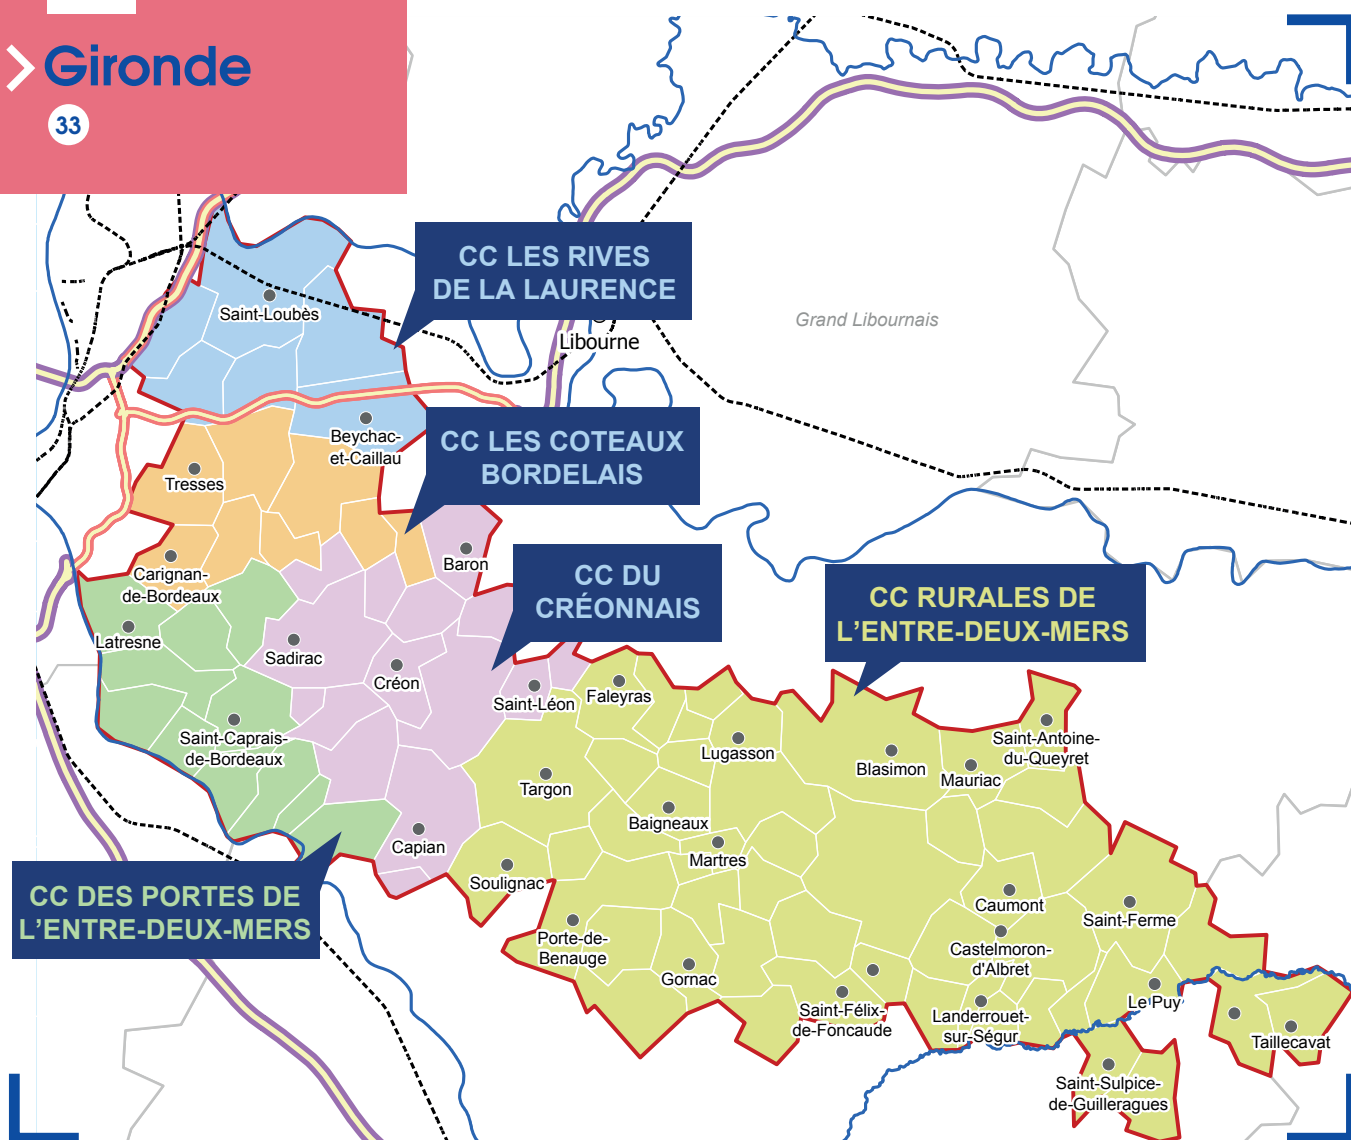 Gironde
33
CC LES RIVES
DE LA LAURENCE
Saint-Loubès
Grand Libournais
Libourne
Beychac-
et-Caillau
CC LES COTEAUX
BORDELAIS
Tresses
Baron
Carignan-
de-Bordeaux
CC DU
CRÉONNAIS
CC RURALES DE
L'ENTRE-DEUX-MERS
Latresne
Sadirac
Créon
Saint-Léon
Faleyras
Saint-Caprais-
de-Bordeaux
Lugasson
Blasimon
Mauriac
Saint-Antoine-
du-Queyret
Targon
Baigneaux
Martres
Capian
Soulignac
CC DES PORTES DE
L'ENTRE-DEUX-MERS
Caumont
Saint-Ferme
Porte-de-
Benauge
Castelmoron-
d'Albret
Gornac
Saint-Félix-
de-Foncaude
Landerrouet-
sur-Ségur
Le Puy
Taillecavat
Saint-Sulpice-
de-Guilleragues